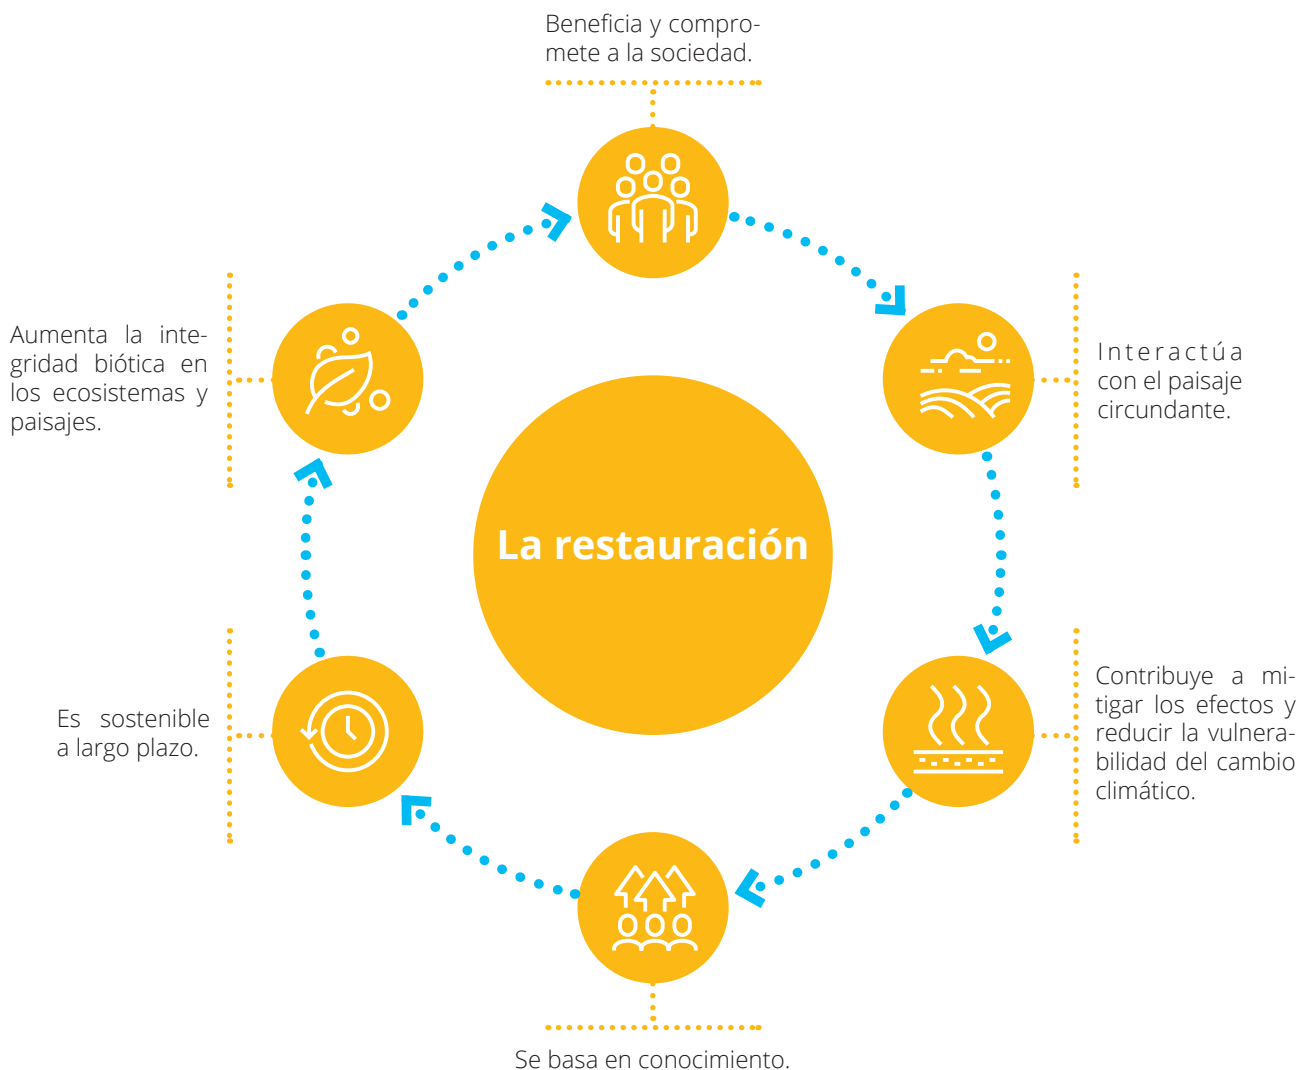 Beneficia y compro-
mete a la sociedad.
Interactúa
con el paisaje
circundante.
Contribuye a mi-
tigar los efectos y
reducir la vulnera-
bilidad del cambio
climático.
Se basa en conocimiento.
Es sostenible
a largo plazo.
Aumenta la inte-
gridad biótica en
los ecosistemas y
paisajes.
La restauración